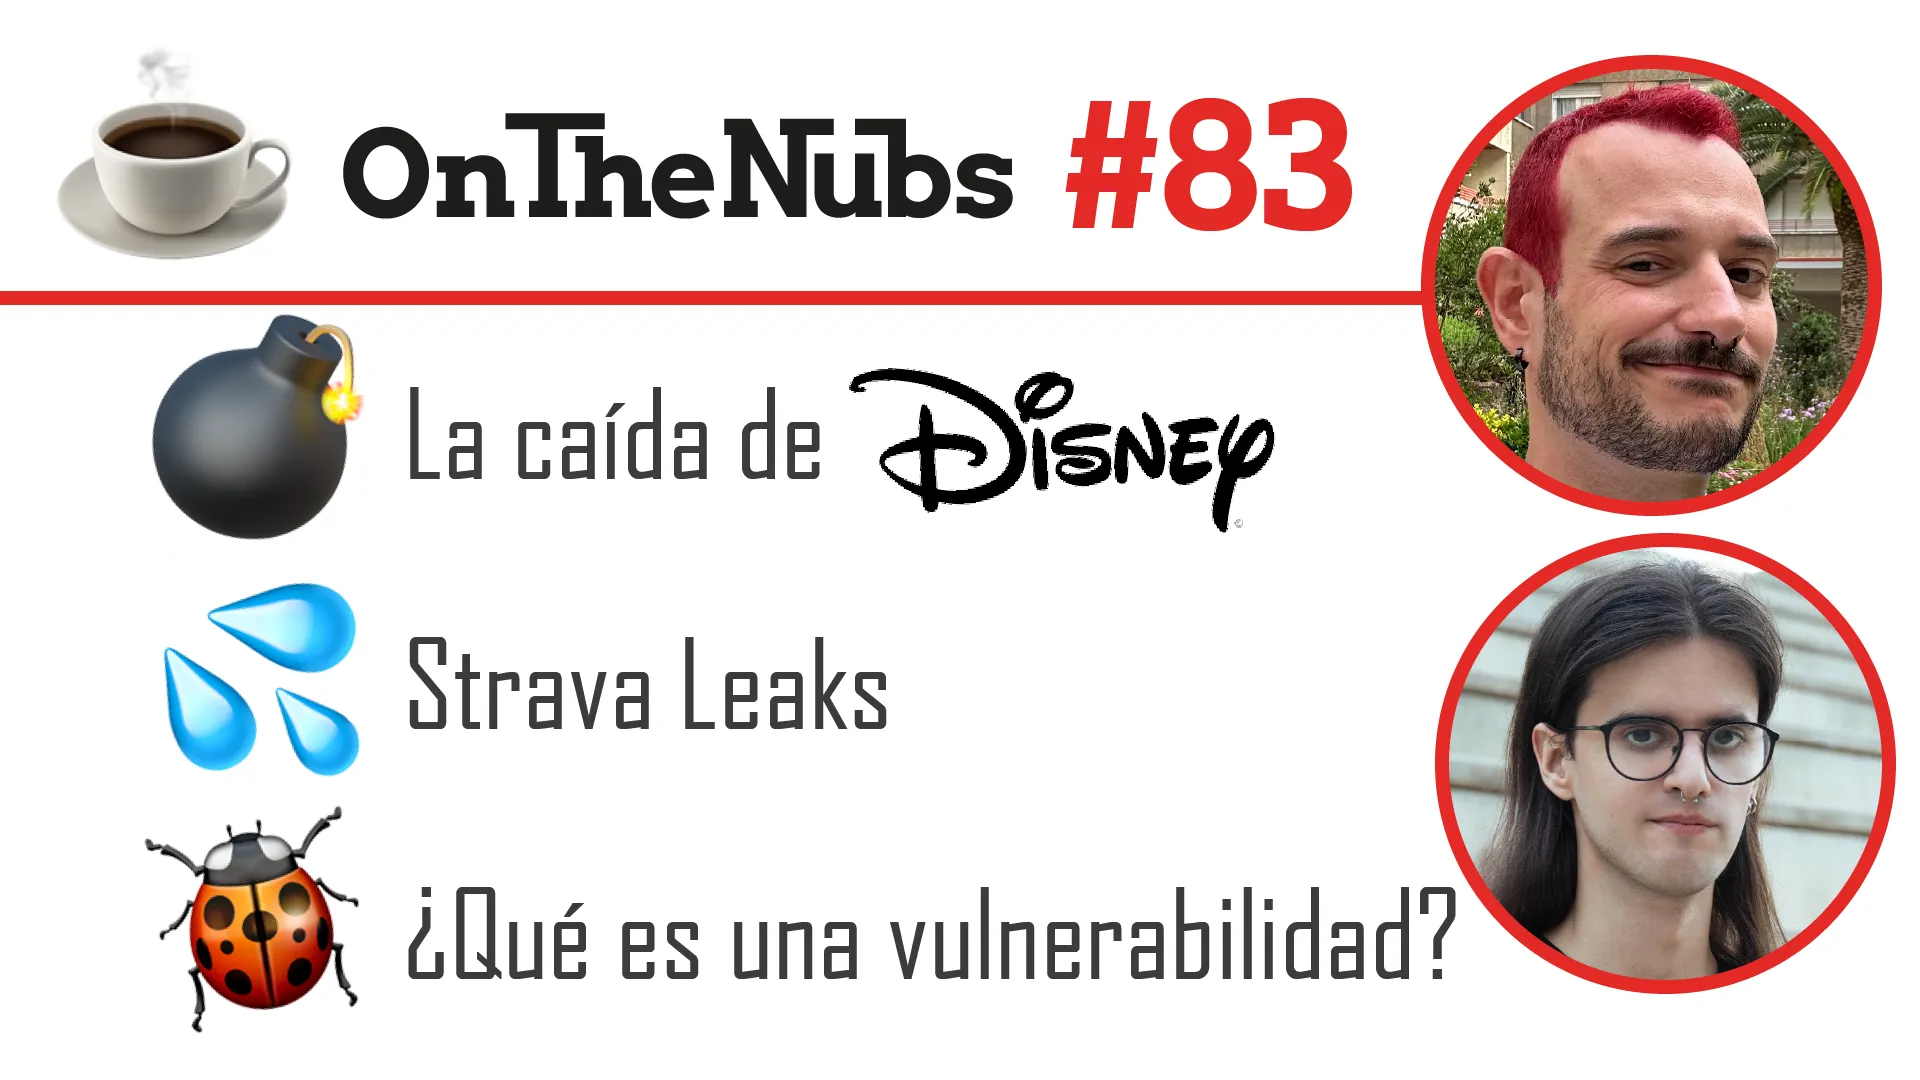 OnTheNubs #83
La caída de Disney
Strava Leaks
¿Qué es una vulnerabilidad?